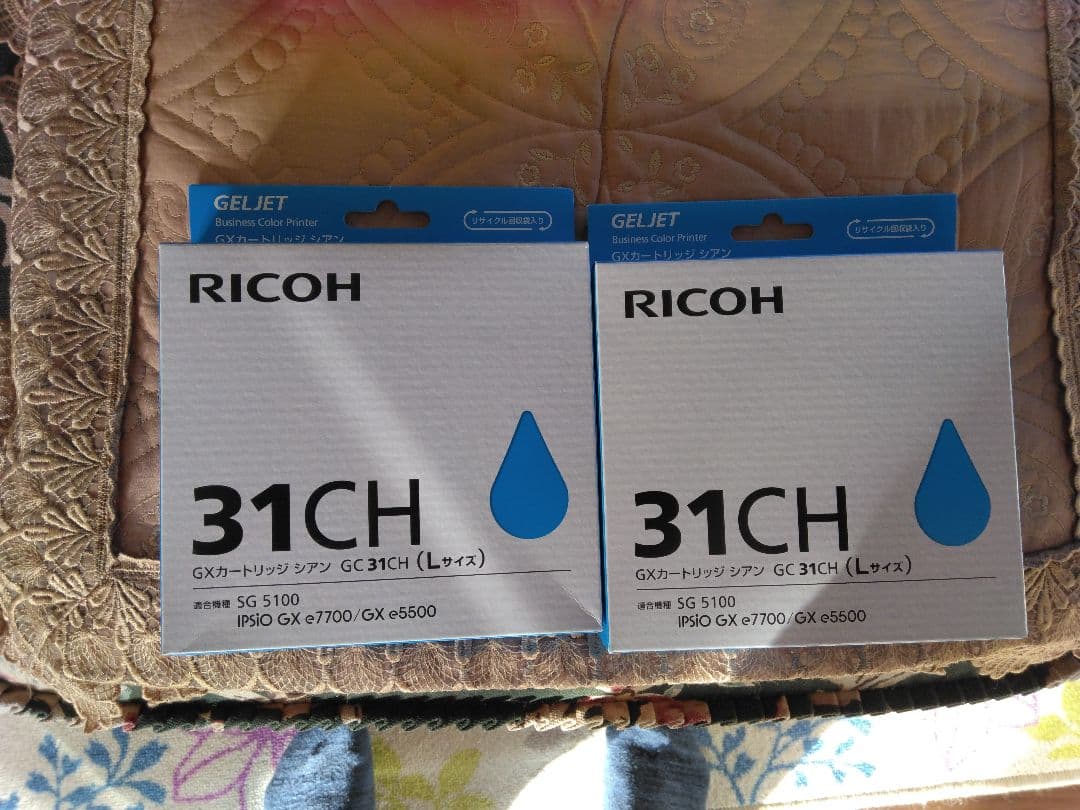 GELJET
Business Color Printer
リサイクル回収袋入り
GXカートリッジ シアン
RICOH
31CH
GXカートリッジ シアン GC 31CH (Lサイズ)
適合機種 SG 5100
IPSiO GX e7700/GX e5500
GELJET
Business Color Printer
リサイクル回収袋入り
GXカートリッジ シアン
RICOH
31CH
GXカートリッジ シアン GC 31CH (Lサイズ)
適合機種 SG 5100
IPSiO GX e7700/GX e5500